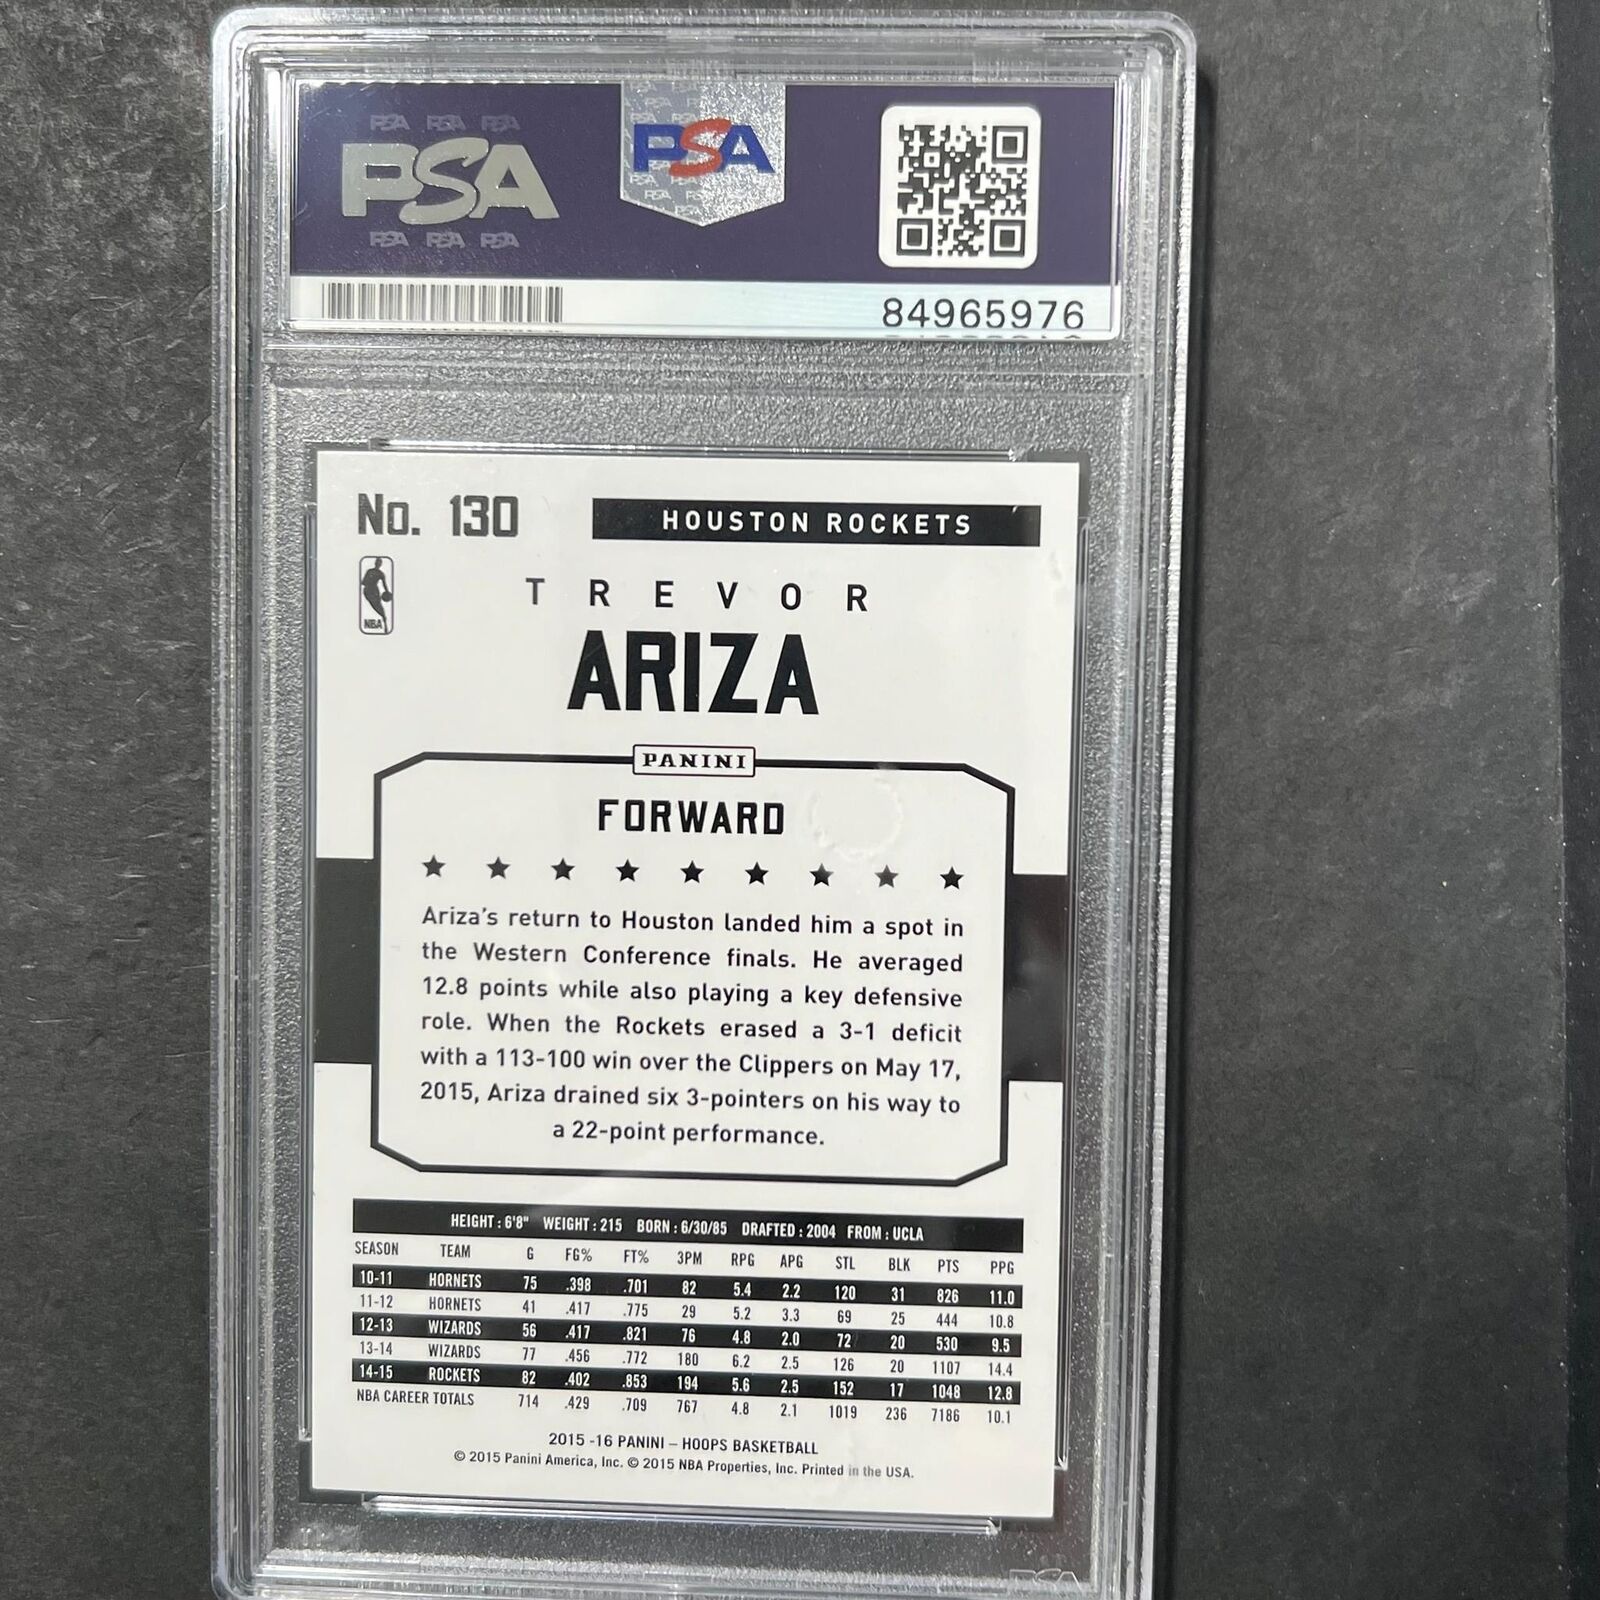 PSA PSA PSA
PSA
PSA PSA PSA
PSA
84965976
No. 130
HOUSTON ROCKETS
NBA
TREVOR
ARIZA
PANINI
FORWARD
Ariza's return to Houston landed him a spot in
the Western Conference finals. He averaged
12.8 points while also playing a key defensive
role. When the Rockets erased a 3-1 deficit
with a 113-100 win over the Clippers on May 17,
2015, Ariza drained six 3-pointers on his way to
a 22-point performance.
HEIGHT : 6'8" WEIGHT : 215 BORN : 6/30/85 DRAFTED : 2004 FROM : UCLA
SEASON TEAM G FG% FT% 3PM RPG APG STL BLK PTS PPG
10-11 HORNETS 75 .398 .701 82 5.4 2.2 120 31 826 11.0
11-12 HORNETS 41 .417 .775 29 5.2 3.3 69 25 444 10.8
12-13 WIZARDS 56 .417 .821 76 4.8 2.0 72 20 530 9.5
13-14 WIZARDS 77 .456 .772 180 6.2 2.5 126 20 1107 14.4
14-15 ROCKETS 82 .402 .853 194 5.6 2.5 152 17 1048 12.8
NBA CAREER TOTALS 714 .429 .709 767 4.8 2.1 1019 236 7186 10.1
2015 -16 PANINI – HOOPS BASKETBALL
© 2015 Panini America, Inc. © 2015 NBA Properties, Inc. Printed in the USA.
PSA